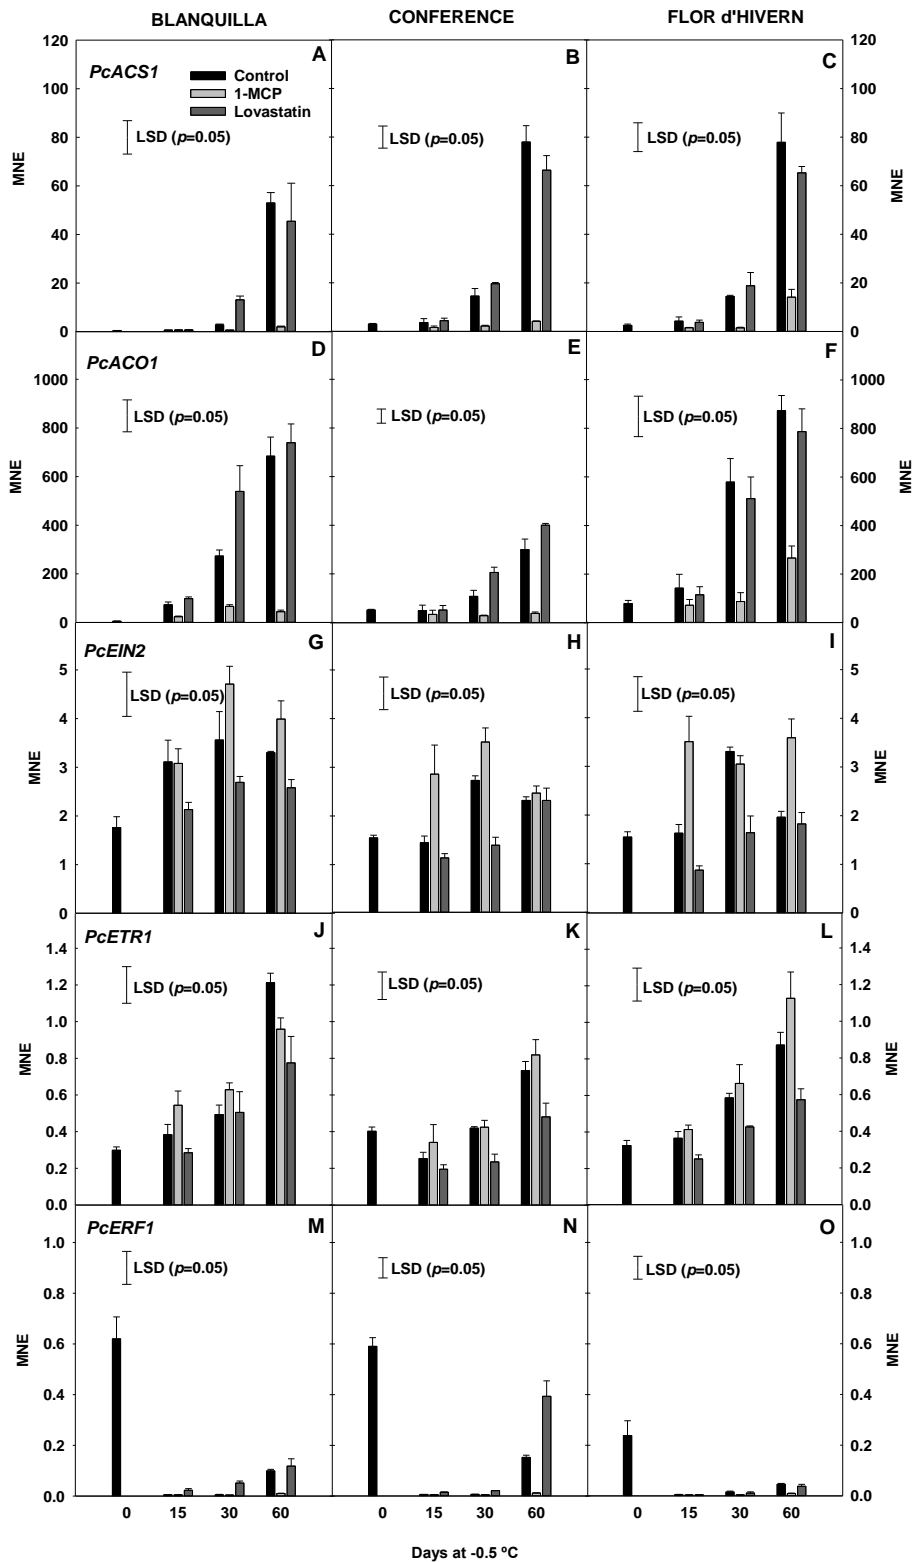 BLANQUILLA CONFERENCE FLOR d'HIVERN
120 A B C 120
PcACS1
Control
1-MCP
Lovastatin
100 100
LSD (p=0.05) LSD (p=0.05) LSD (p=0.05)
80 80
MNE MNE
60 60
40 40
20 20
0 0
PcACO1 D E F
1000 1000
LSD (p=0.05) LSD (p=0.05) LSD (p=0.05)
800 800
MNE MNE
600 600
400 400
200 200
0 0
PcEIN2 G H I
5 5
LSD (p=0.05) LSD (p=0.05) LSD (p=0.05)
4 4
MNE MNE
3 3
2 2
1 1
0 0
PcETR1 J K L
1.4 1.4
1.2 1.2
LSD (p=0.05) LSD (p=0.05) LSD (p=0.05)
1.0 1.0
MNE MNE
0.8 0.8
0.6 0.6
0.4 0.4
0.2 0.2
0.0 0.0
PcERF1 M N O
1.0 1.0
LSD (p=0.05) LSD (p=0.05) LSD (p=0.05)
0.8 0.8
MNE MNE
0.6 0.6
0.4 0.4
0.2 0.2
0.0 0.0
0 15 30 60 0 15 30 60 0 15 30 60
Days at -0.5 ºC